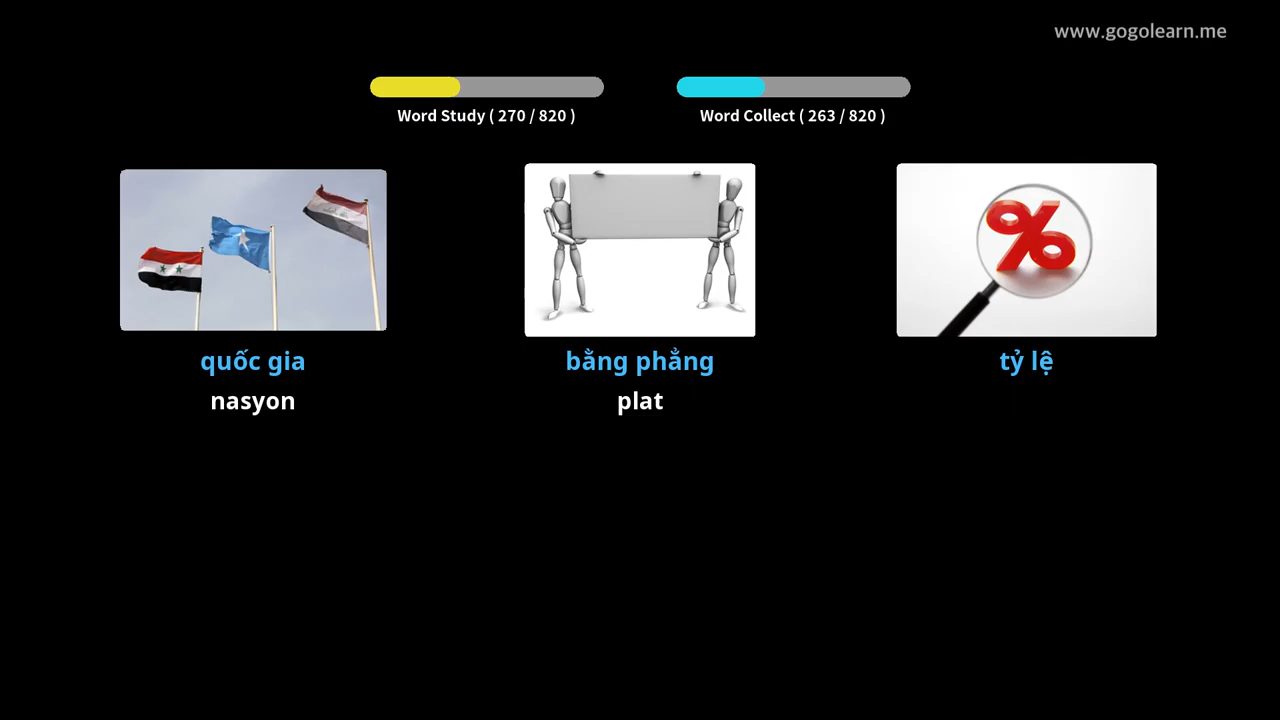 www.gogolearn.me
Word Study ( 270 / 820 )
Word Collect ( 263 / 820 )
quốc gia
bằng phẳng
tỷ lệ
nasyon
plat
%